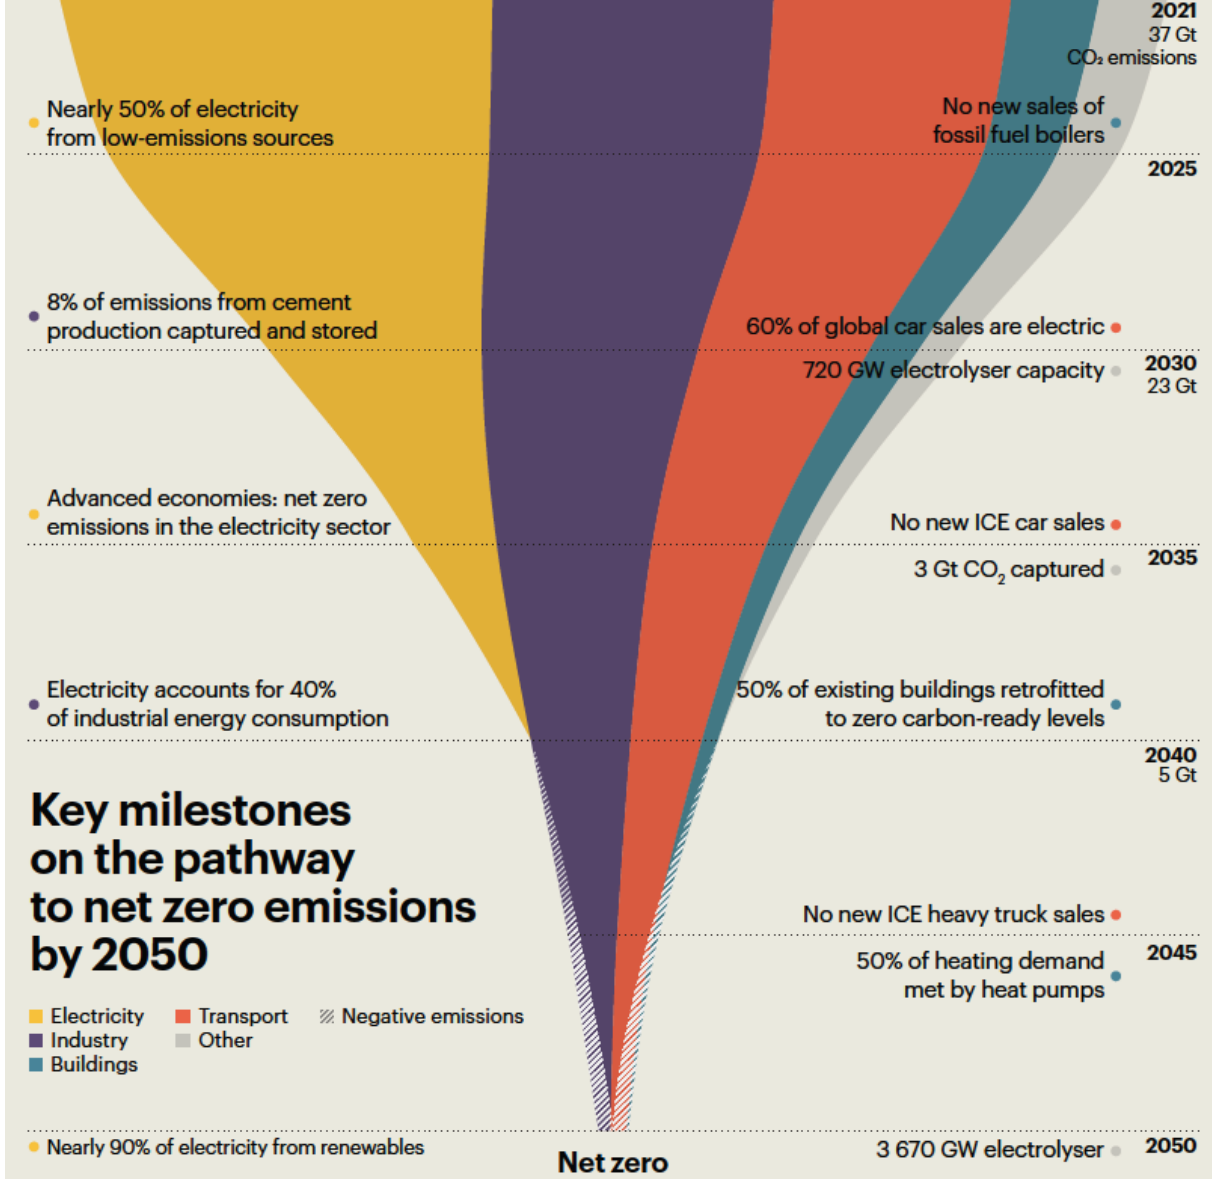 2021
37 Gt
CO₂ emissions
Nearly 50% of electricity
from low-emissions sources
No new sales of
fossil fuel boilers
2025
8% of emissions from cement
production captured and stored
60% of global car sales are electric
2030
23 Gt
720 GW electrolyser capacity
Advanced economies: net zero
emissions in the electricity sector
No new ICE car sales
2035
3 Gt CO₂ captured
Electricity accounts for 40%
of industrial energy consumption
50% of existing buildings retrofitted
to zero carbon-ready levels
2040
5 Gt
Key milestones
on the pathway
to net zero emissions
by 2050
No new ICE heavy truck sales
2045
50% of heating demand
met by heat pumps
Electricity
Transport
Negative emissions
Industry
Other
Buildings
Nearly 90% of electricity from renewables
Net zero
3 670 GW electrolyser
2050